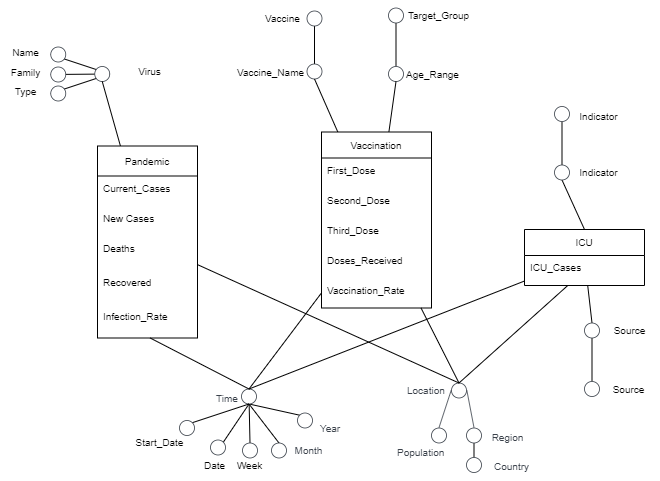 Vaccine
Target_Group
Name
Family
Type
Virus
Vaccine_Name
Age_Range
Indicator
Indicator
Pandemic
Current_Cases
New Cases
Deaths
Recovered
Infection_Rate
Vaccination
First_Dose
Second_Dose
Third_Dose
Doses_Received
Vaccination_Rate
ICU
ICU_Cases
Source
Source
Time
Start_Date
Date
Week
Month
Year
Location
Population
Region
Country